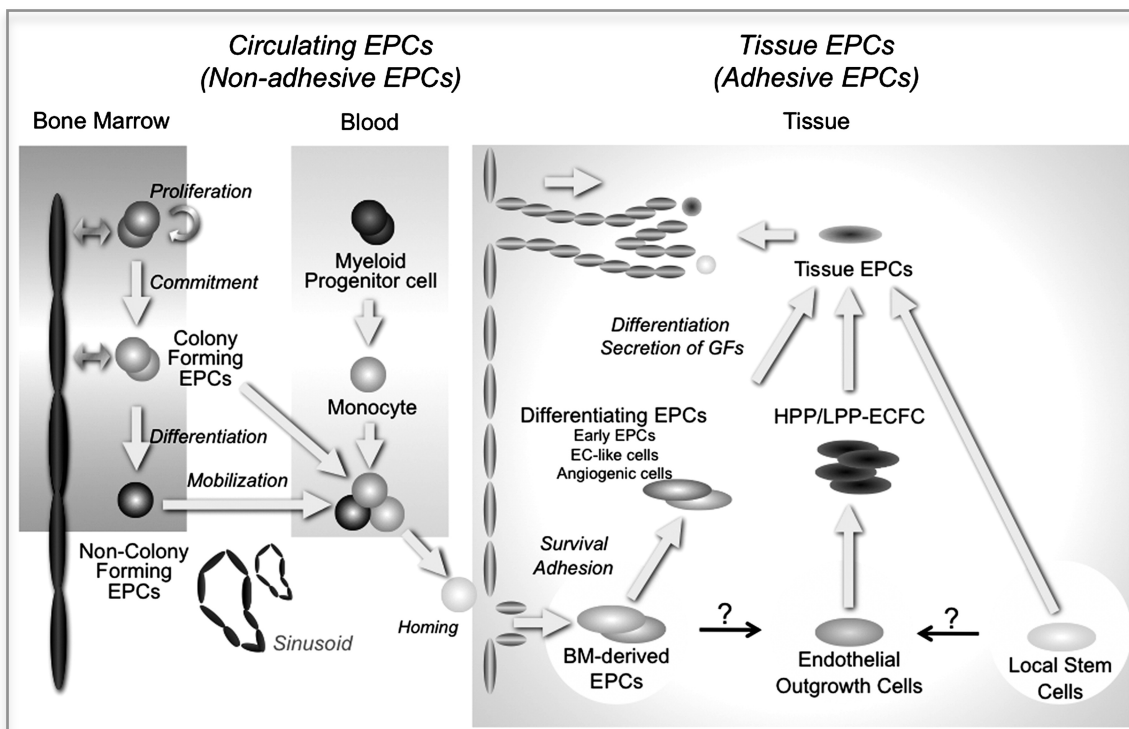 Circulating EPCs
(Non-adhesive EPCs)
Tissue EPCs
(Adhesive EPCs)
Bone Marrow
Blood
Tissue
Proliferation
Commitment
Colony
Forming
EPCs
Differentiation
Mobilization
Non-Colony
Forming
EPCs
Sinusoid
Myeloid
Progenitor cell
Monocyte
Homing
Tissue EPCs
Differentiation
Secretion of GFs
Differentiating EPCs
Early EPCs
EC-like cells
Angiogenic cells
HPP/LPP-ECFC
Survival
Adhesion
?
?
BM-derived
EPCs
Endothelial
Outgrowth Cells
Local Stem
Cells